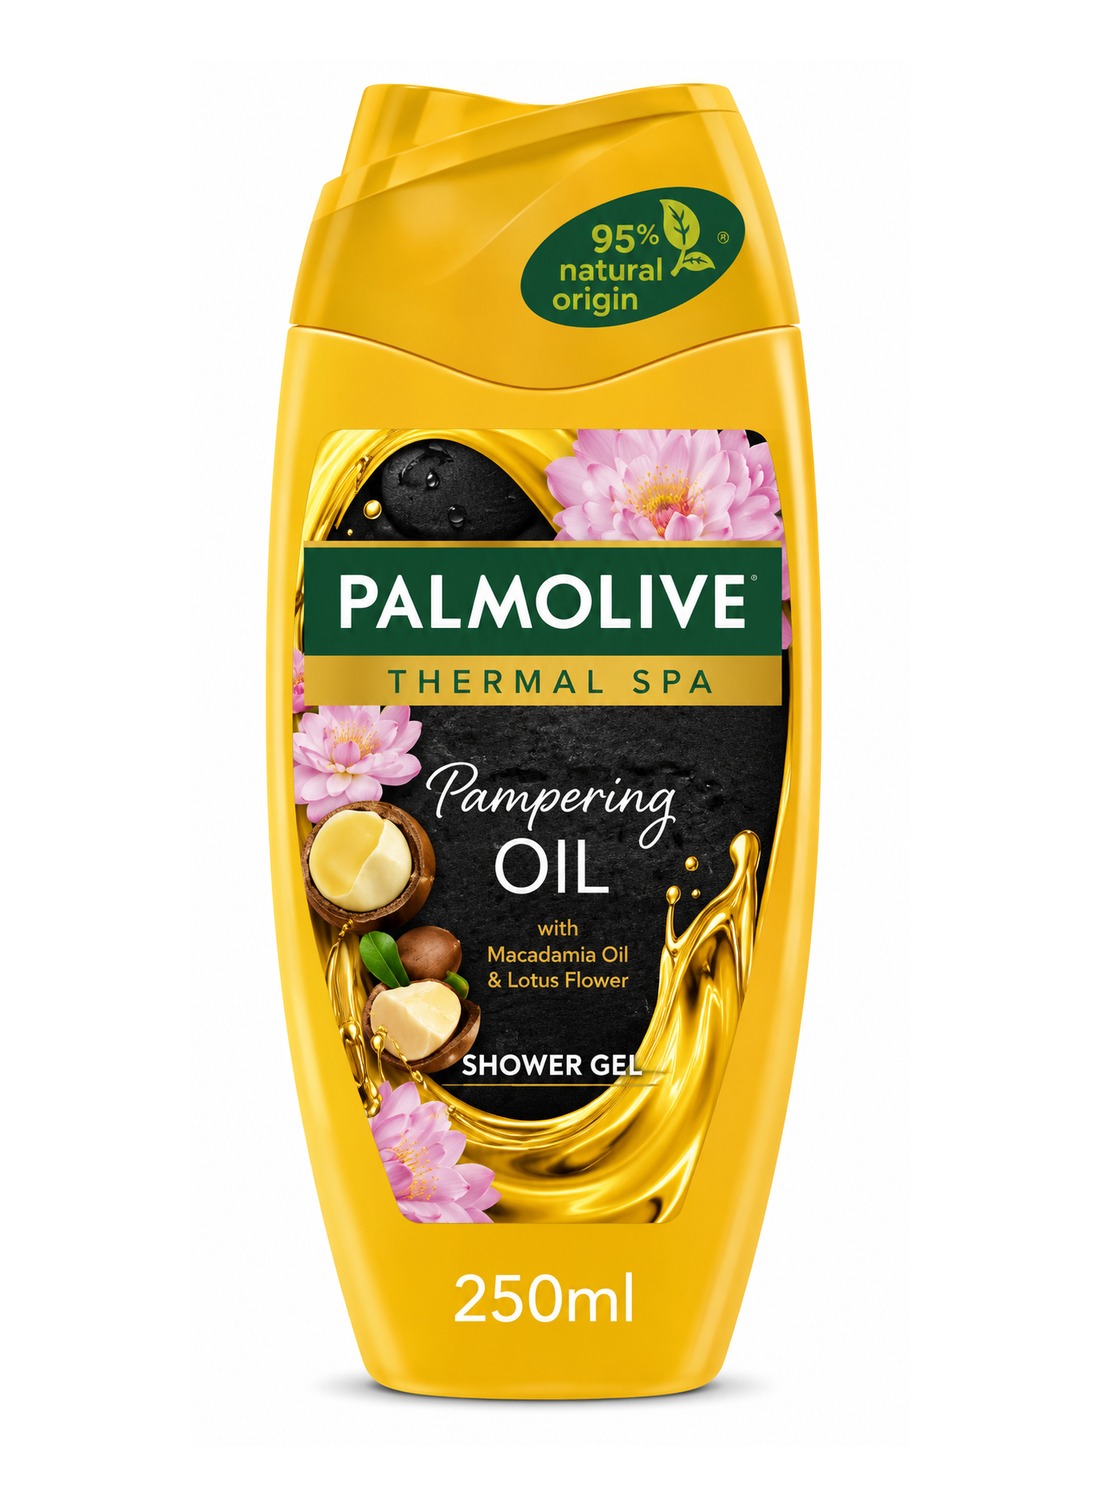 95%
natural
origin
®
PALMOLIVE®
THERMAL SPA
Pampering
OIL
with
Macadamia Oil
& Lotus Flower
SHOWER GEL
250ml